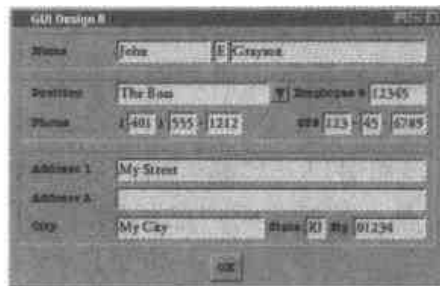 GUI Design 8
Name John E Grayson
Position The Boss Employee # 12345
Phone ( 401 ) 555 - 1212 SS# 123 - 45 - 6789
Address 1 My Street
Address 2
City My City State RI Zip 01234
OK